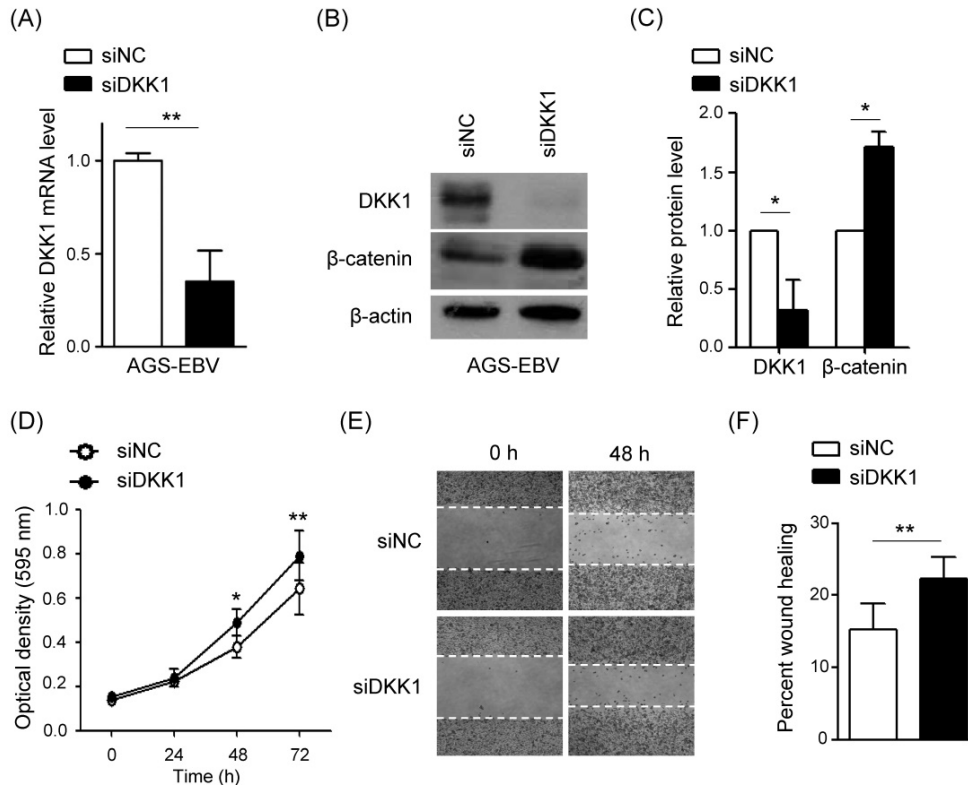 (A)
siNC
siDKK1
Relative DKK1 mRNA level
**
1.0
0.5
0.0
AGS-EBV
(B)
siNC
siDKK1
DKK1
β-catenin
β-actin
AGS-EBV
(C)
siNC
siDKK1
Relative protein level
2.0
1.5
1.0
0.5
0.0
*
*
DKK1
β-catenin
(D)
siNC
siDKK1
Optical density (595 nm)
1.0
0.8
0.6
0.4
0.2
0.0
*
**
0
24
48
72
Time (h)
(E)
0 h
48 h
siNC
siDKK1
(F)
siNC
siDKK1
Percent wound healing
30
20
10
0
**